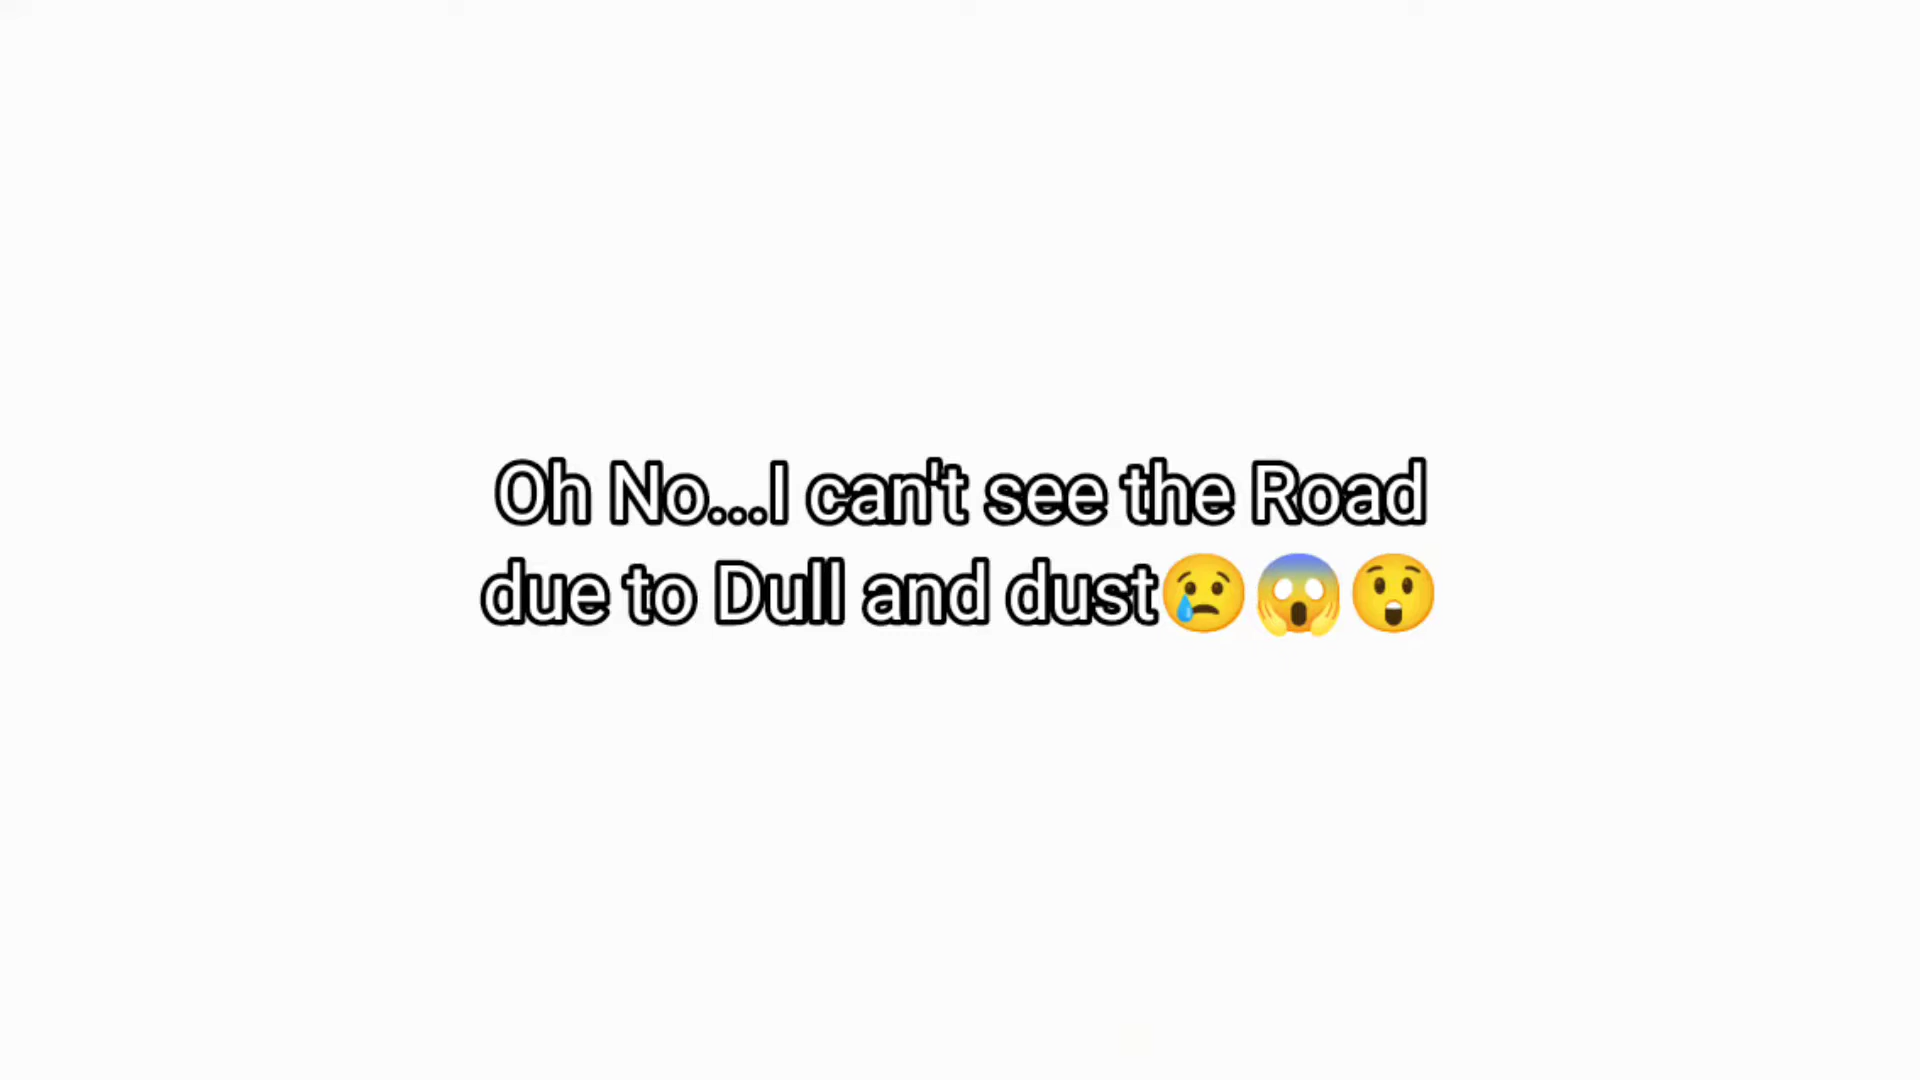 Oh No...I can't see the Road
due to Dull and dust😢😱😲